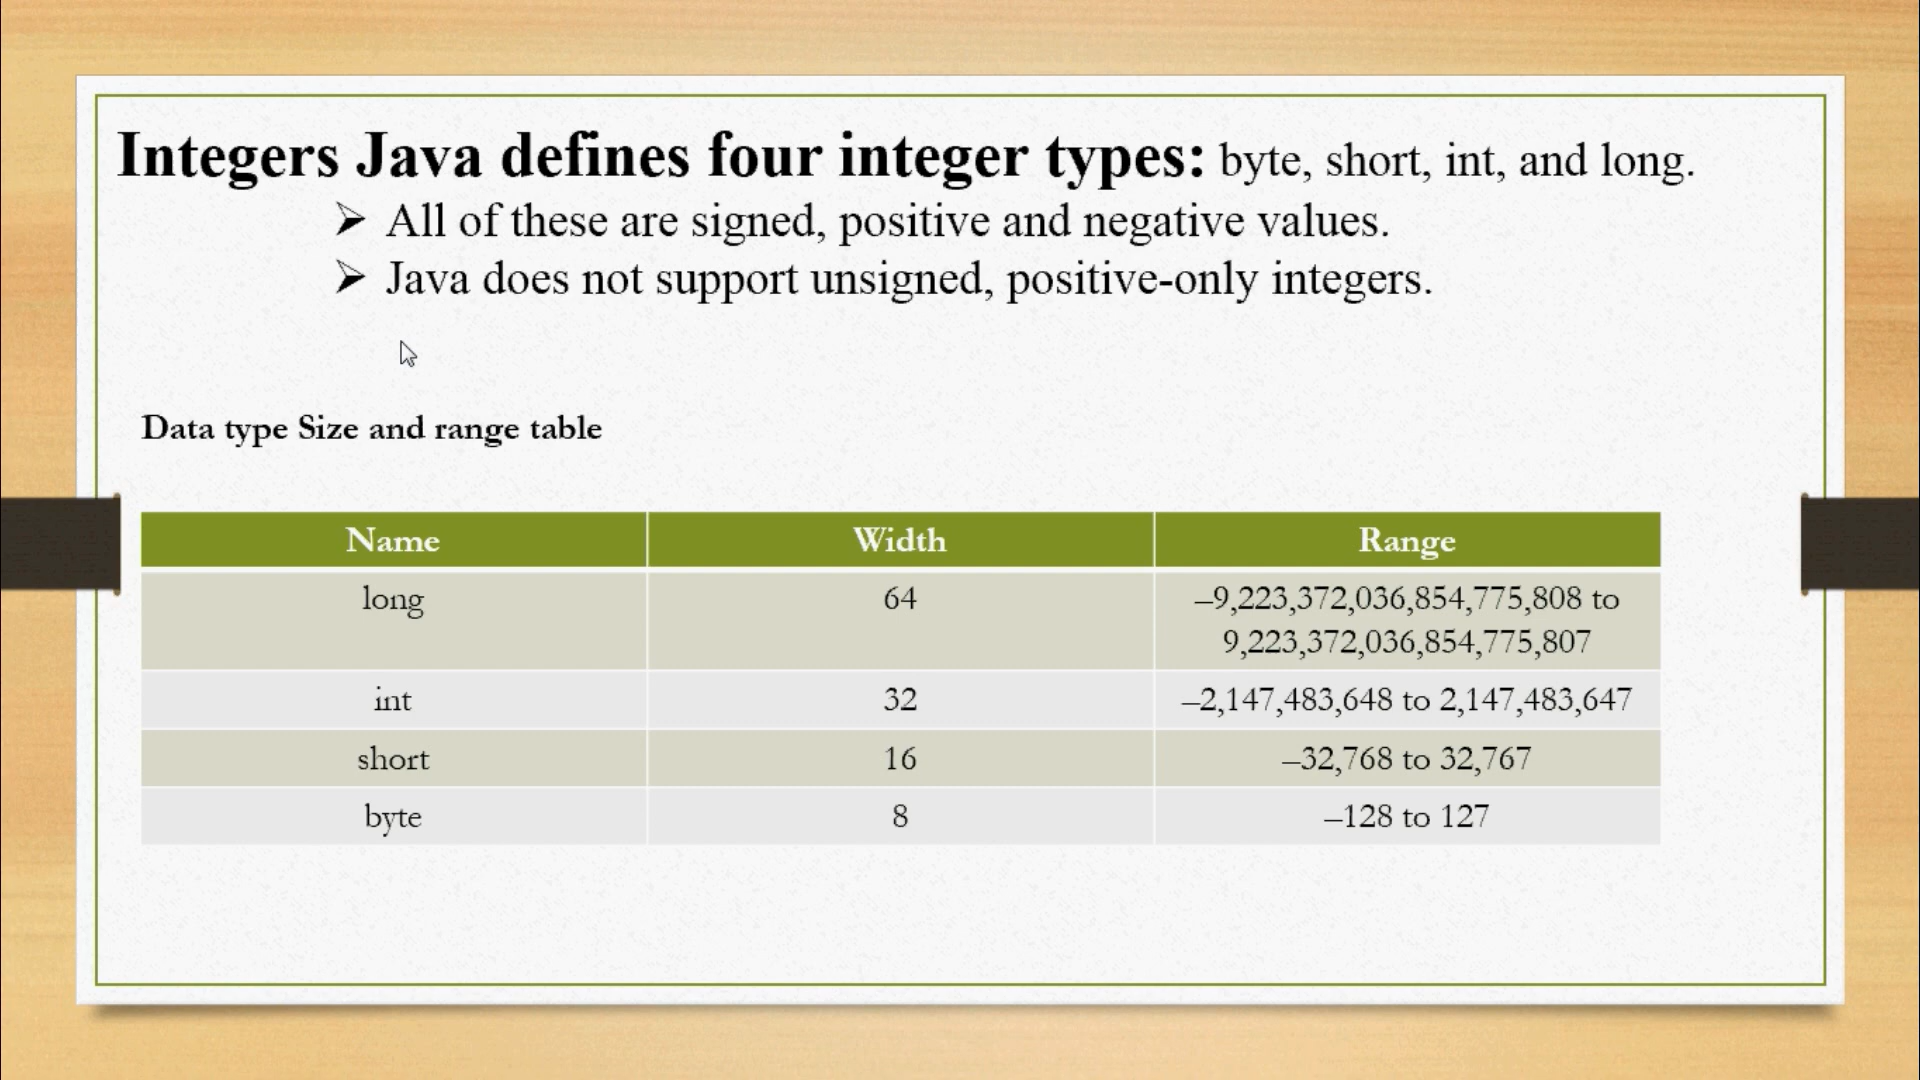 Integers Java defines four integer types: byte, short, int, and long.
➢ All of these are signed, positive and negative values.
➢ Java does not support unsigned, positive-only integers.
Data type Size and range table
Name Width Range
long 64 –9,223,372,036,854,775,808 to
9,223,372,036,854,775,807
int 32 –2,147,483,648 to 2,147,483,647
short 16 –32,768 to 32,767
byte 8 –128 to 127